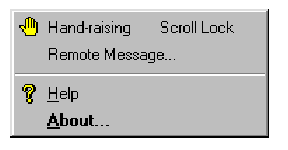 Hand-raising Scroll Lock
Remote Message...
Help
About...